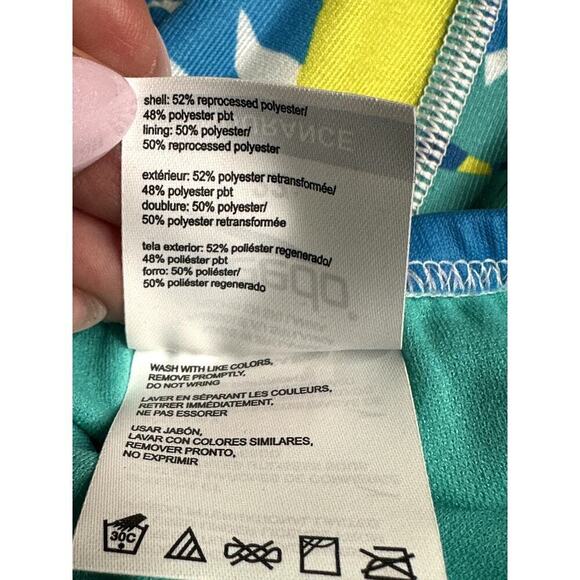 shell: 52% reprocessed polyester/
48% polyester pbt
lining: 50% polyester/
50% reprocessed polyester
extérieur: 52% polyester retransformée/
48% polyester pbt
doublure: 50% polyester/
50% polyester retransformée
tela exterior: 52% poliéster regenerado/
48% poliéster pbt
forro: 50% poliéster/
50% poliéster regenerado
WASH WITH LIKE COLORS,
REMOVE PROMPTLY,
DO NOT WRING
LAVER EN SÉPARANT LES COULEURS,
RETIRER IMMÉDIATEMENT,
NE PAS ESSORER
USAR JABÓN,
LAVAR CON COLORES SIMILARES,
REMOVER PRONTO,
NO EXPRIMIR
30C